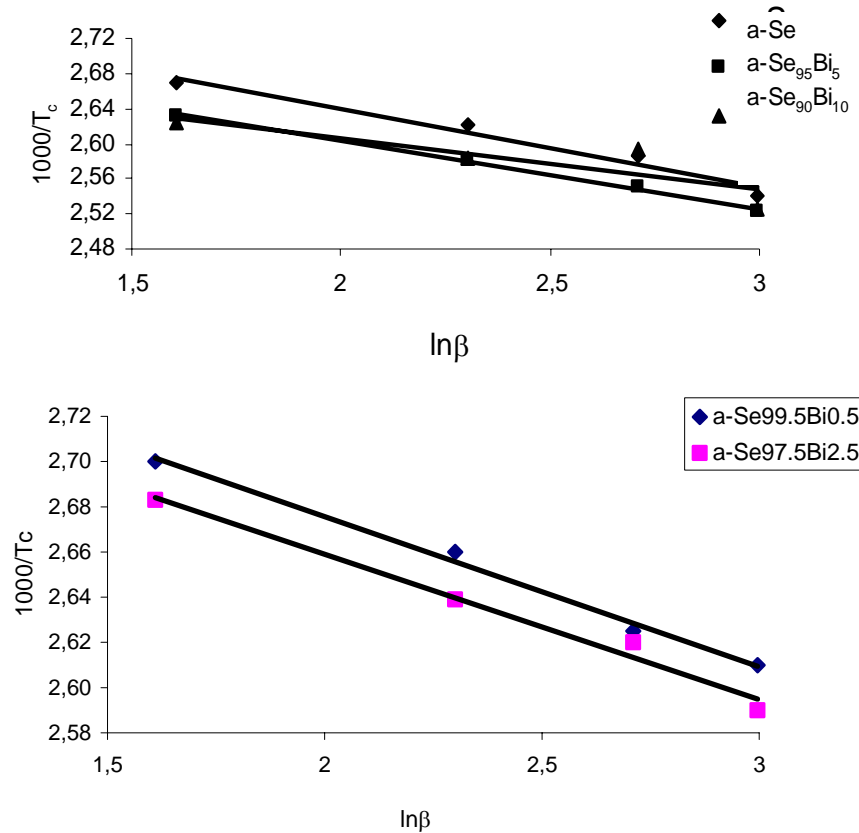 2,72
2,68
2,64
2,60
2,56
2,52
2,48
1000/T_c
1,5 2 2,5 3
lnβ
a-Se
a-Se₉₅Bi₅
a-Se₉₀Bi₁₀
2,72
2,70
2,68
2,66
2,64
2,62
2,60
2,58
1000/Tc
1,5 2 2,5 3
lnβ
a-Se99.5Bi0.5
a-Se97.5Bi2.5